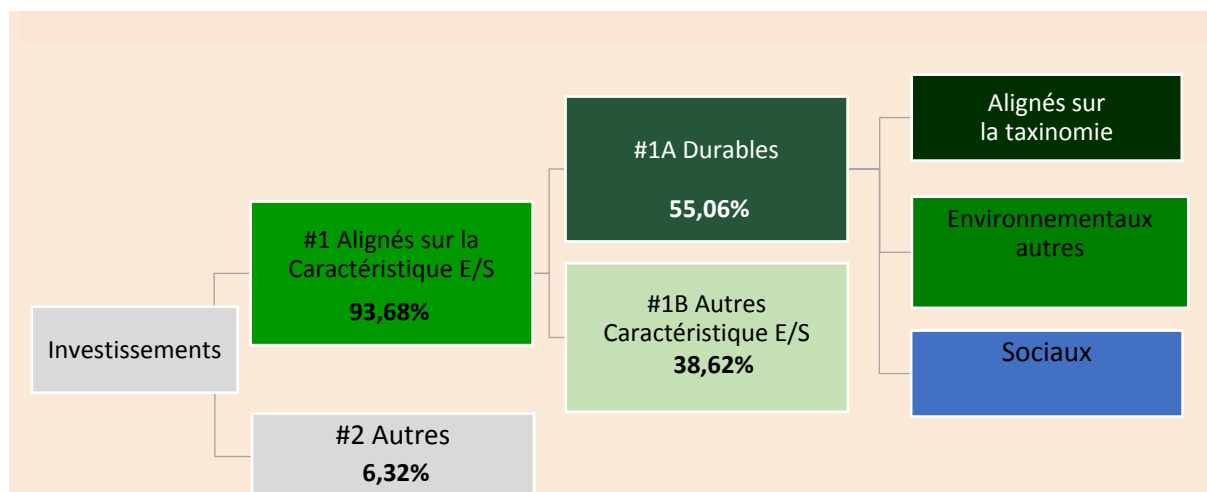 Investissements
#1 Alignés sur la
Caractéristique E/S
93,68%
#2 Autres
6,32%
#1A Durables
55,06%
#1B Autres
Caractéristique E/S
38,62%
Alignés sur
la taxinomie
Environnementaux
autres
Sociaux